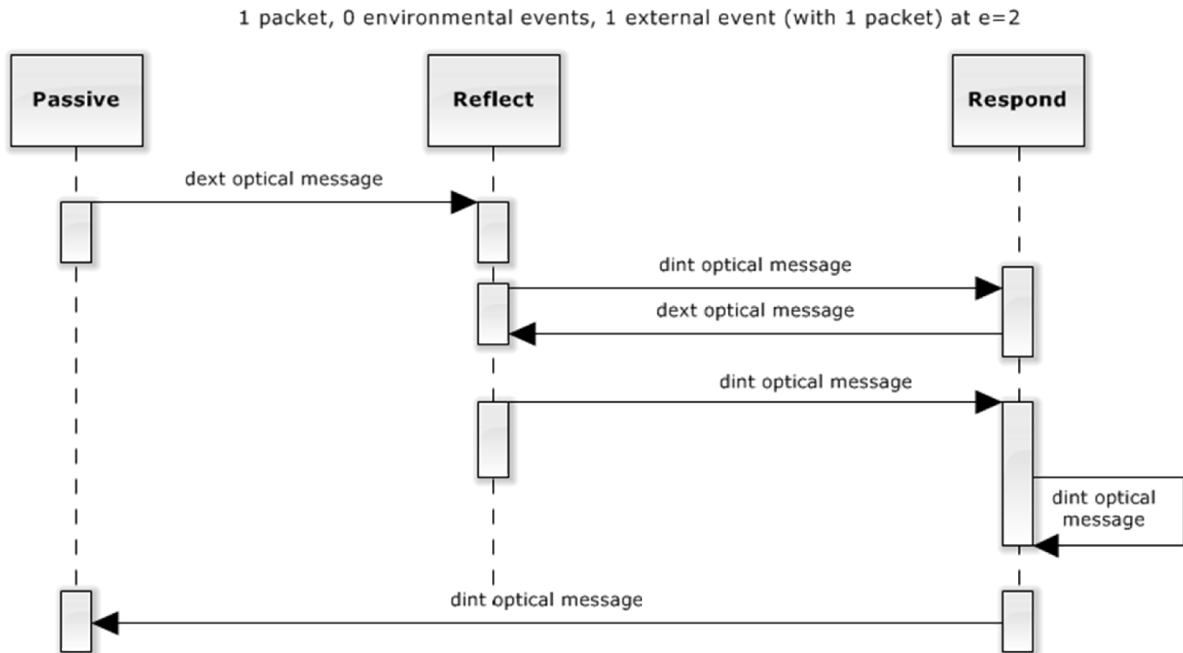 1 packet, 0 environmental events, 1 external event (with 1 packet) at e=2
Passive
Reflect
Respond
dext optical message
dint optical message
dext optical message
dint optical message
dint optical
message
dint optical message